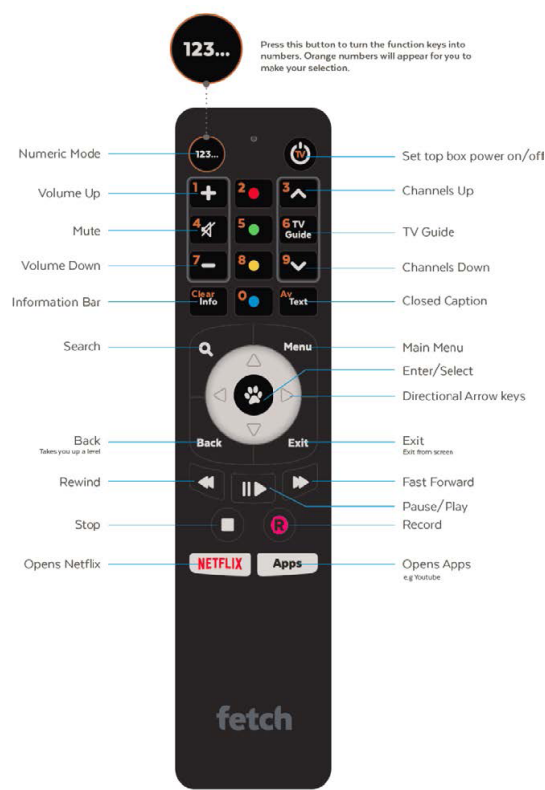 123...
Press this button to turn the function keys into
numbers. Orange numbers will appear for you to
make your selection.
Numeric Mode
123...
TV
Set top box power on/off
Volume Up
1
2
3
Channels Up
Mute
4
5
6 TV
Guide
TV Guide
Volume Down
7
8
9
Channels Down
Information Bar
Clear
Info
0
Av
Text
Closed Caption
Search
Menu
Main Menu
Enter/Select
Directional Arrow keys
Back
Takes you up a level
Back
Exit
Exit
Exit from screen
Rewind
Fast Forward
Pause/Play
Stop
R
Record
Opens Netflix
NETFLIX
Apps
Opens Apps
e.g Youtube
fetch